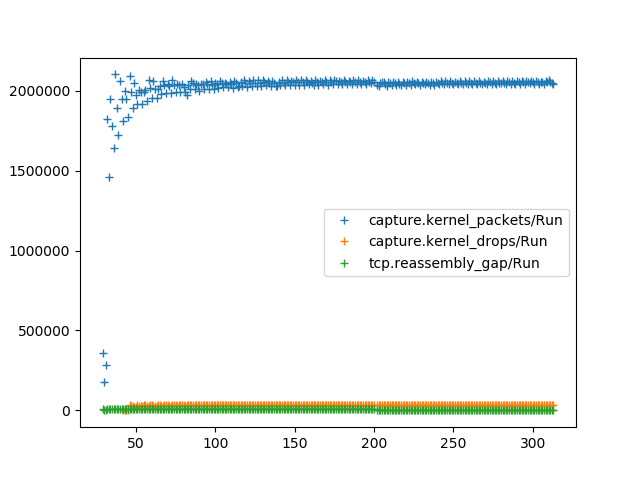 2000000
1500000
1000000
500000
0
capture.kernel_packets/Run
capture.kernel_drops/Run
tcp.reassembly_gap/Run
50 100 150 200 250 300